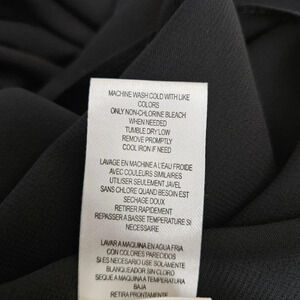 MACHINE WASH COLD WITH LIKE
COLORS
ONLY NON-CHLORINE BLEACH
WHEN NEEDED
TUMBLE DRY LOW
REMOVE PROMPTLY
COOL IRON IF NEED
LAVAGE EN MACHINE A L'EAU FROIDE
AVEC COULEURS SIMILAIRES
UTILISER SEULEMENT JAVEL
SANS CHLORE QUAND BESOIN EST
SECHAGE DOUX
RETIRER RAPIDEMENT
REPASSER A BASSE TEMPERATURE SI
NECESSAIRE
LAVAR A MAQUINA EN AGUA FRIA
CON COLORES PARECIDOS
SI ES NECESARIO USE SOLAMENTE
BLANQUEADOR SIN CLORO
SEQUE A MAQUINA A TEMPERATURA
BAJA
RETIRA PRONTAMENTE